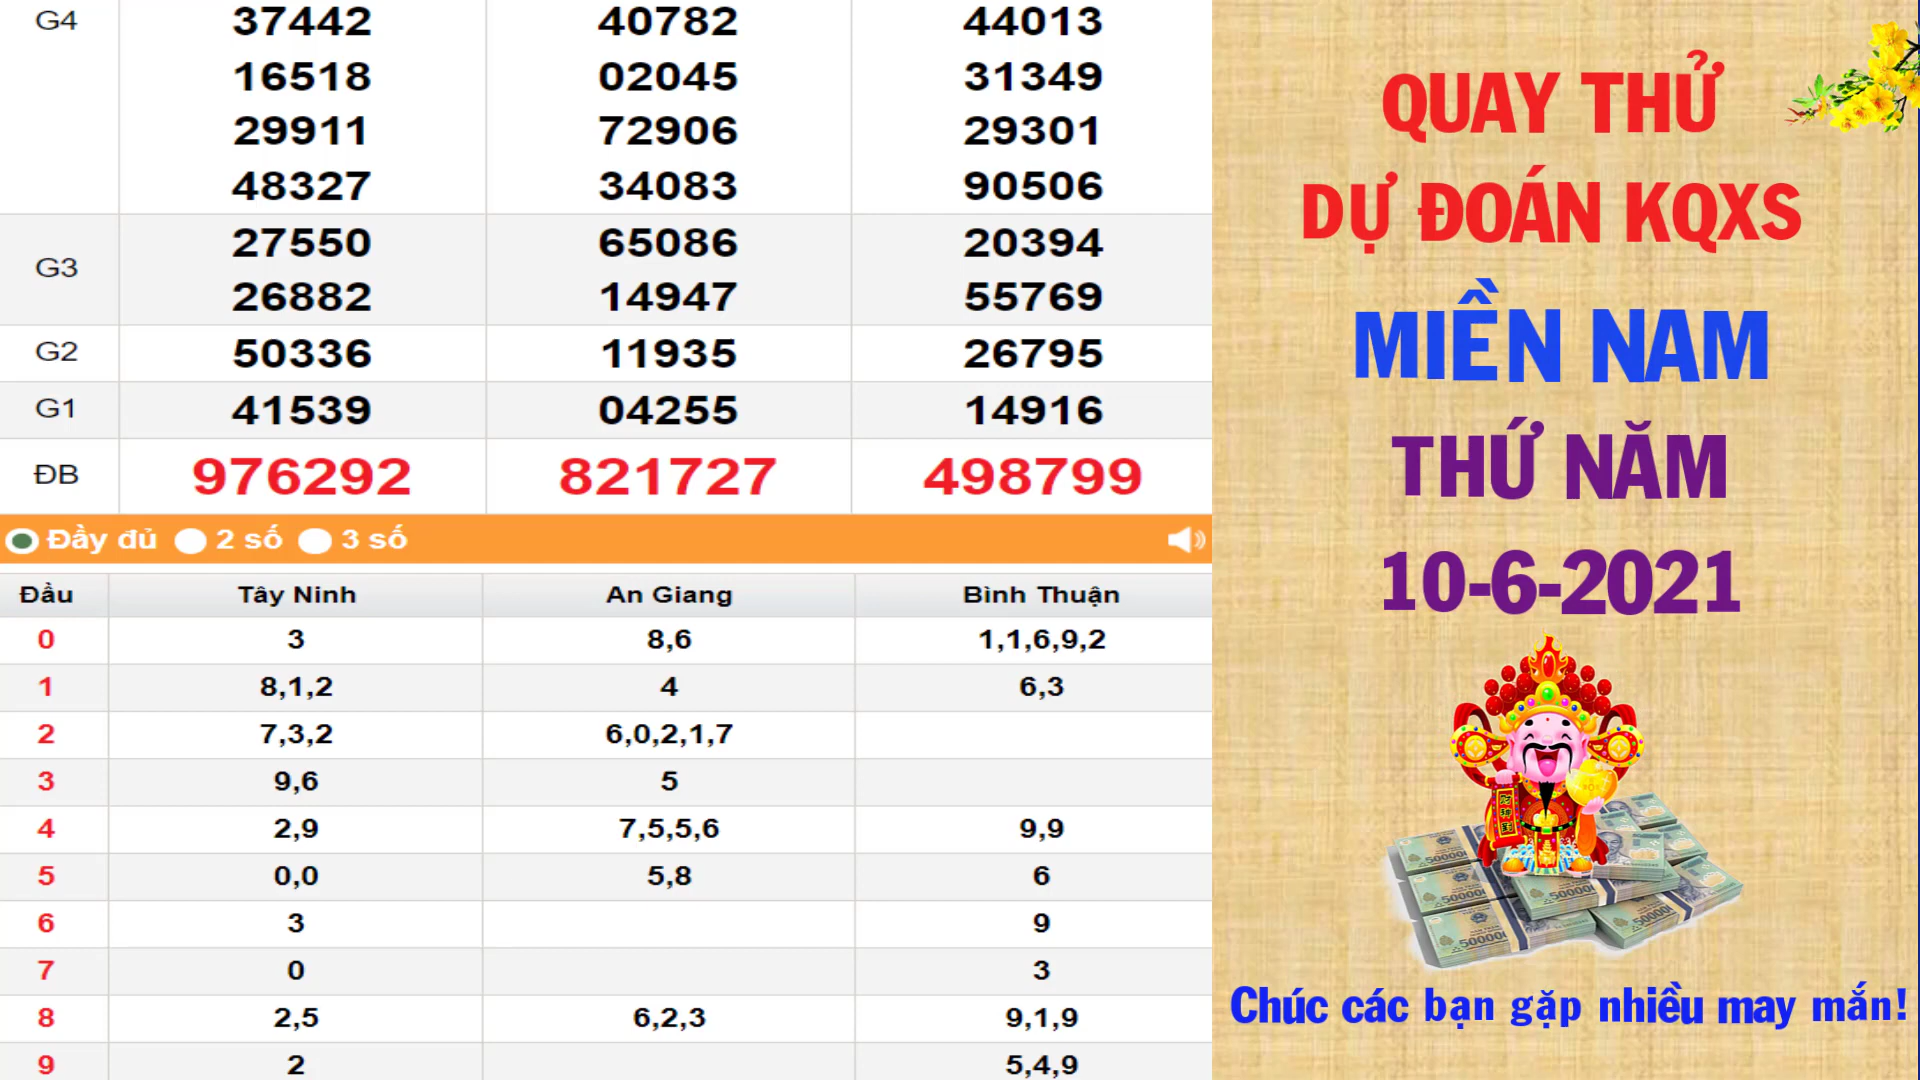 G4 37442 40782 44013
16518 02045 31349
29911 72906 29301
48327 34083 90506
G3 27550 65086 20394
26882 14947 55769
G2 50336 11935 26795
G1 41539 04255 14916
ĐB 976292 821727 498799
Đầy đủ 2 số 3 số
Đầu Tây Ninh An Giang Bình Thuận
0 3 8,6 1,1,6,9,2
1 8,1,2 4 6,3
2 7,3,2 6,0,2,1,7
3 9,6 5
4 2,9 7,5,5,6 9,9
5 0,0 5,8 6
6 3 9
7 0 3
8 2,5 6,2,3 9,1,9
9 2 5,4,9
QUAY THỬ
DỰ ĐOÁN KQXS
MIỀN NAM
THỨ NĂM
10-6-2021
Chúc các bạn gặp nhiều may mắn!